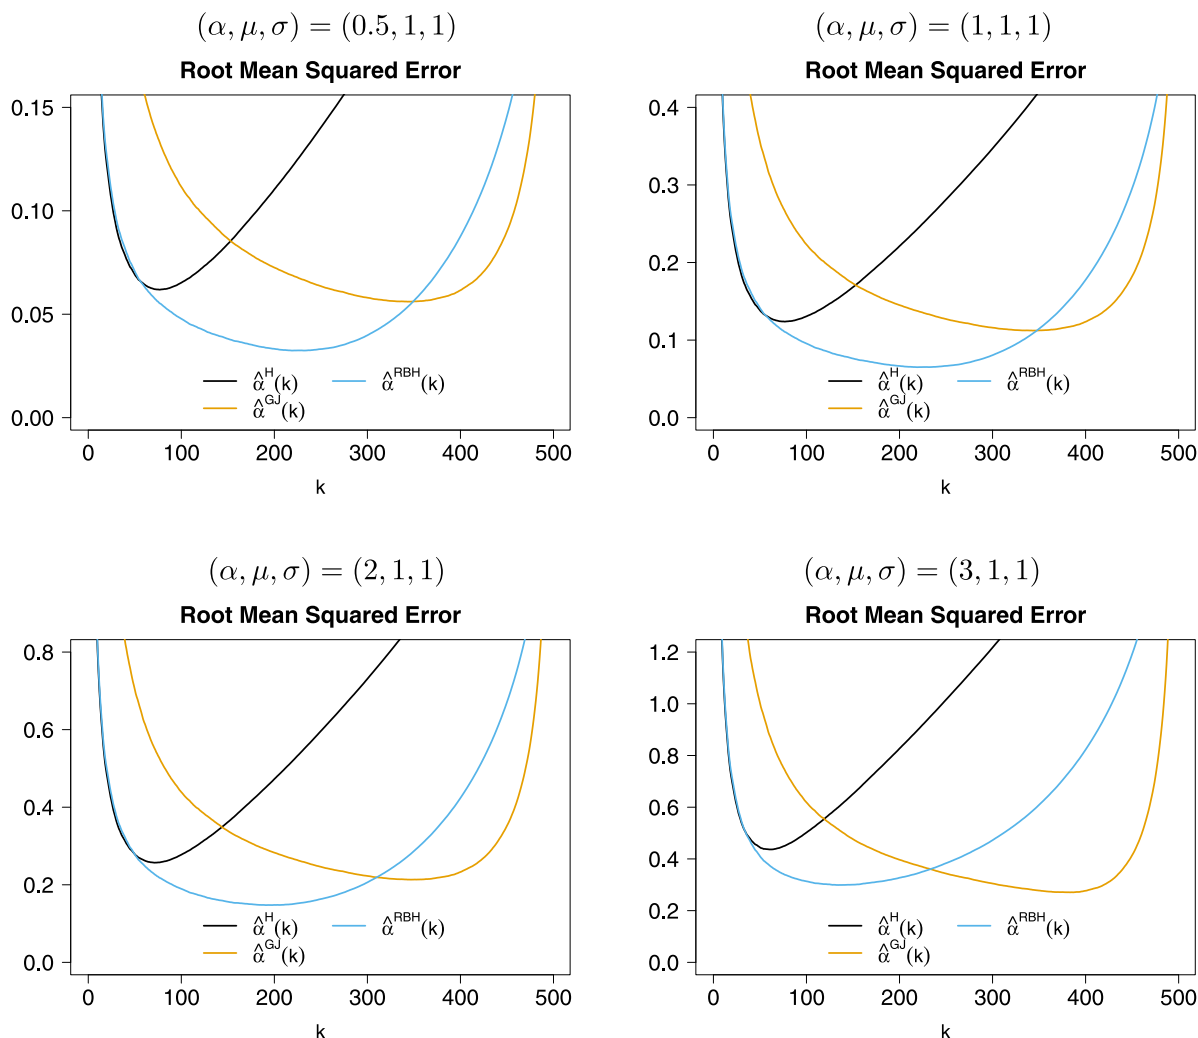 (α, μ, σ) = (0.5, 1, 1)
Root Mean Squared Error
0.15
0.10
0.05
0.00
α̂ᴴ(k) α̂ᴿᴮᴴ(k)
α̂ᴳᴶ(k)
0 100 200 300 400 500
k
(α, μ, σ) = (1, 1, 1)
Root Mean Squared Error
0.4
0.3
0.2
0.1
0.0
α̂ᴴ(k) α̂ᴿᴮᴴ(k)
α̂ᴳᴶ(k)
0 100 200 300 400 500
k
(α, μ, σ) = (2, 1, 1)
Root Mean Squared Error
0.8
0.6
0.4
0.2
0.0
α̂ᴴ(k) α̂ᴿᴮᴴ(k)
α̂ᴳᴶ(k)
0 100 200 300 400 500
k
(α, μ, σ) = (3, 1, 1)
Root Mean Squared Error
1.2
1.0
0.8
0.6
0.4
0.2
0.0
α̂ᴴ(k) α̂ᴿᴮᴴ(k)
α̂ᴳᴶ(k)
0 100 200 300 400 500
k